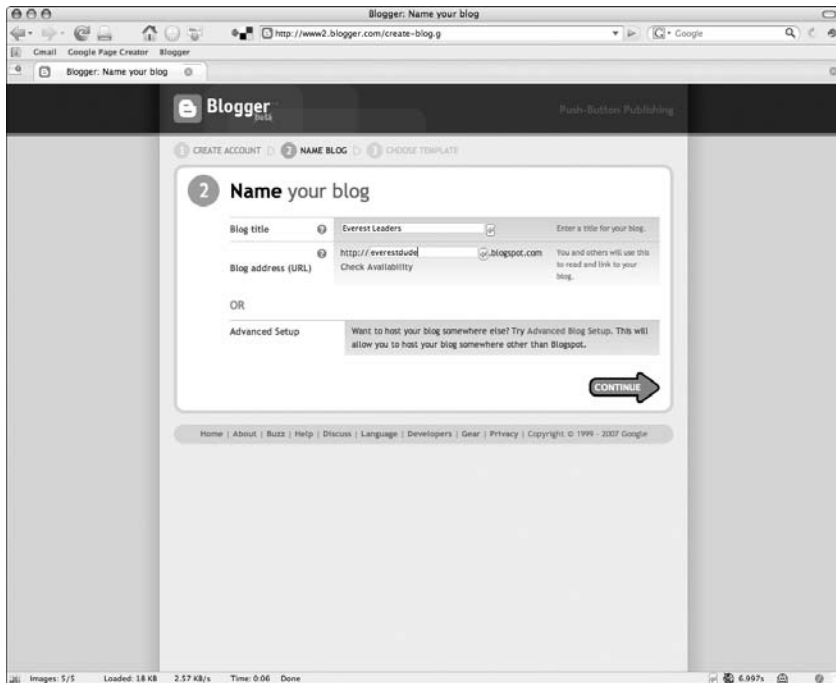 Blogger: Name your blog
http://www2.blogger.com/create-blog.g
Google
Gmail Google Page Creator Blogger
Blogger: Name your blog
Blogger
beta
Push-Button Publishing
1 CREATE ACCOUNT 2 NAME BLOG 3 CHOOSE TEMPLATE
2 Name your blog
Blog title
Everest Leaders
Enter a title for your blog.
Blog address (URL)
http:// everestdude .blogspot.com
Check Availability
You and others will use this
to read and link to your
blog.
OR
Advanced Setup
Want to host your blog somewhere else? Try Advanced Blog Setup. This will
allow you to host your blog somewhere other than Blogspot.
CONTINUE
Home | About | Buzz | Help | Discuss | Language | Developers | Gear | Privacy | Copyright © 1999 - 2007 Google
Images: 5/5 Loaded: 18 KB 2.57 KB/s Time: 0:06 Done 6.997s